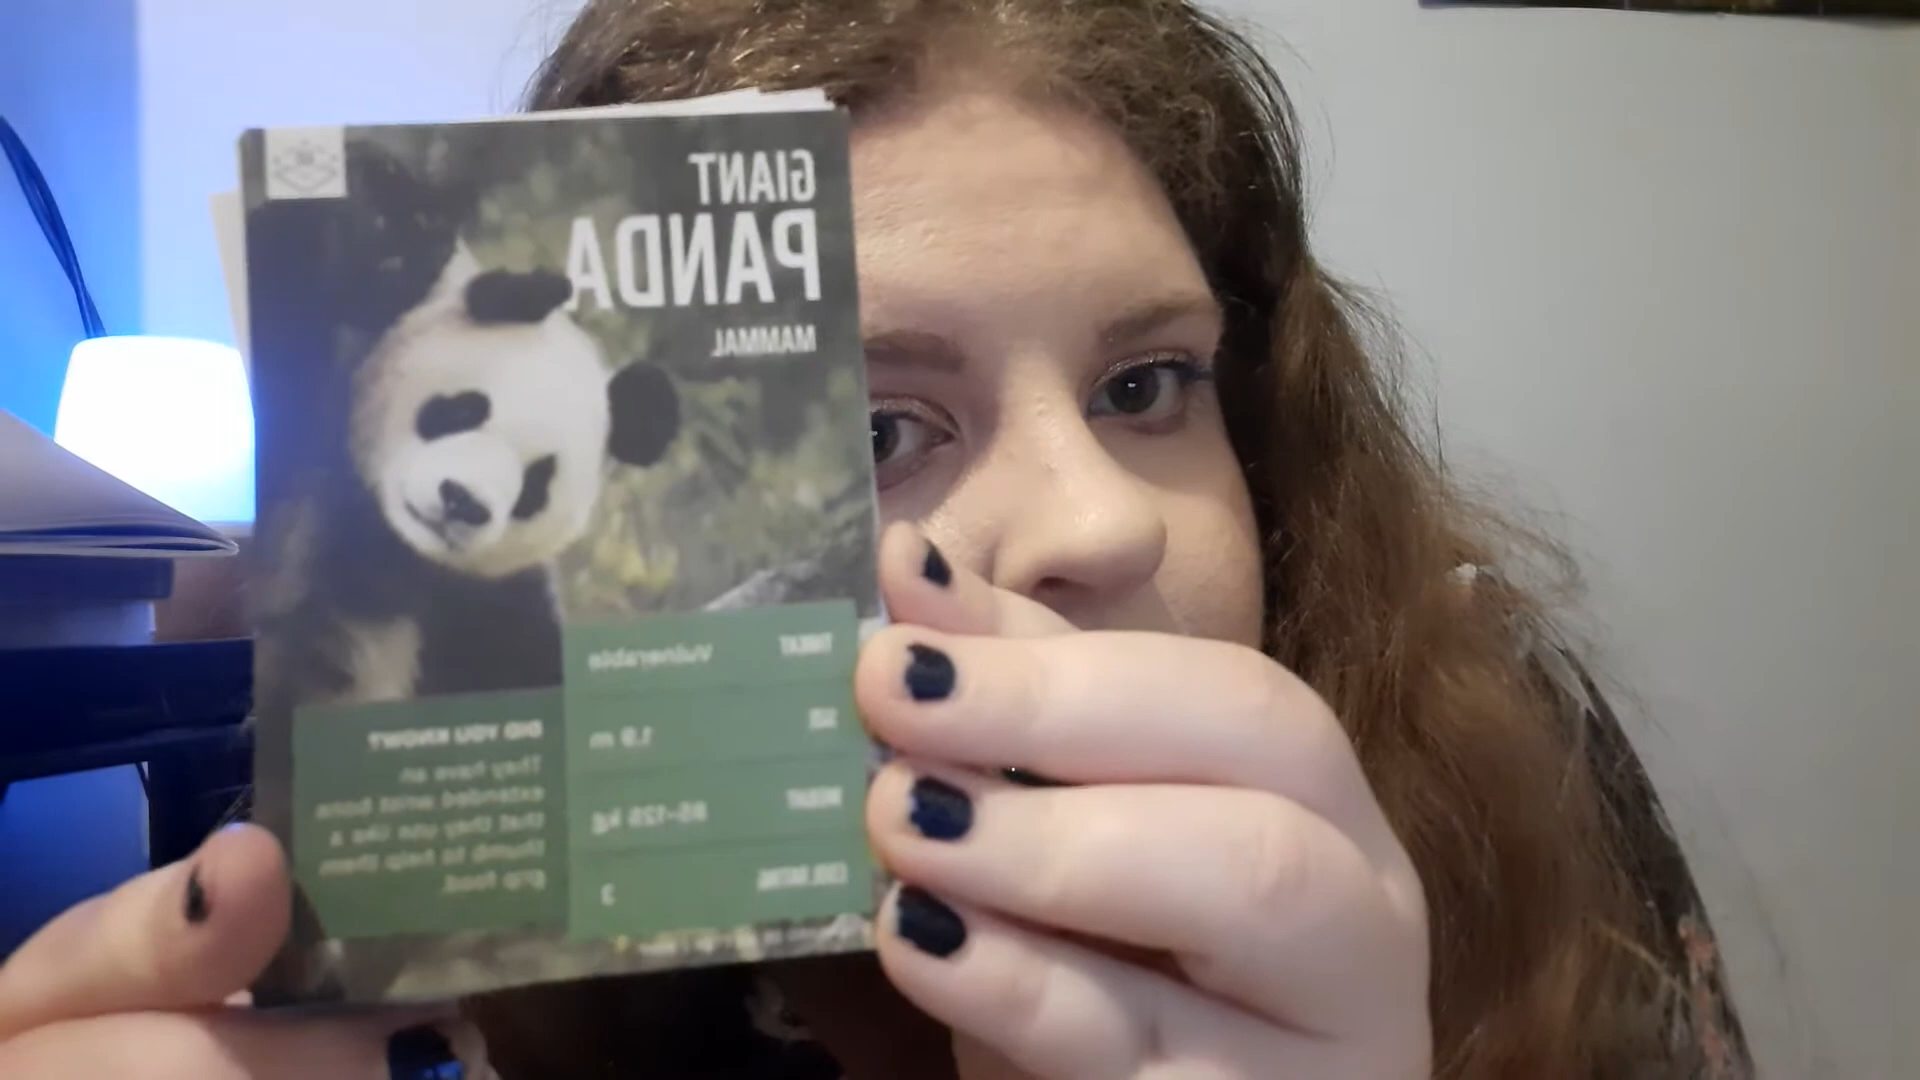 GIANT
PANDA
MAMMAL
THREAT Vulnerable
SIZE 1.9 m
WEIGHT 85-125 kg
COOL RATING 3
DID YOU KNOW?
They have an
extended wrist bone
that they use like a
thumb to help them
grip food.